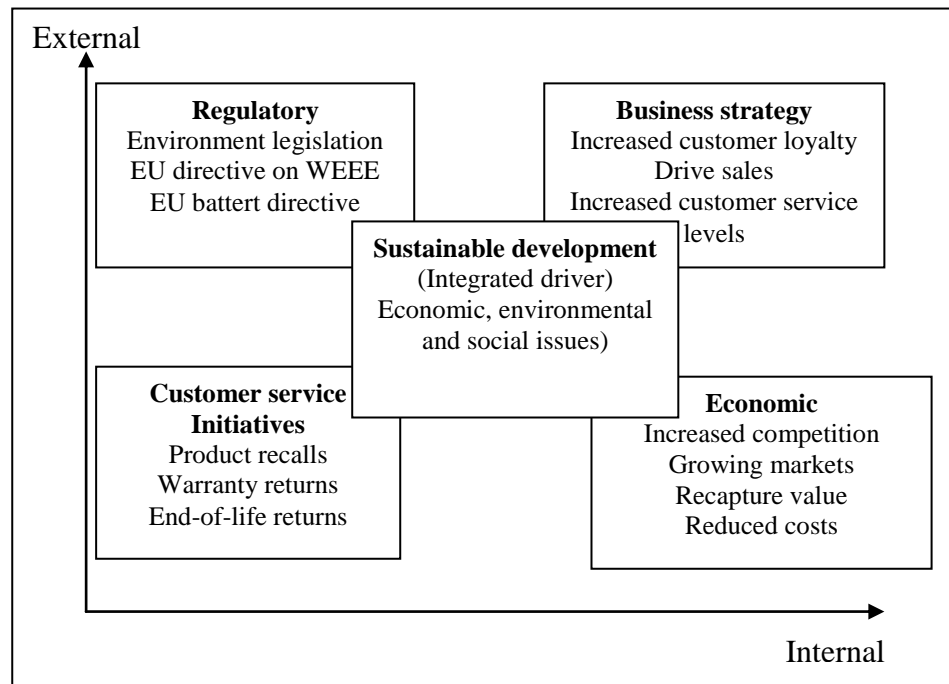 External
Regulatory
Environment legislation
EU directive on WEEE
EU battert directive
Business strategy
Increased customer loyalty
Drive sales
Increased customer service
levels
Sustainable development
(Integrated driver)
Economic, environmental
and social issues)
Customer service
Initiatives
Product recalls
Warranty returns
End-of-life returns
Economic
Increased competition
Growing markets
Recapture value
Reduced costs
Internal